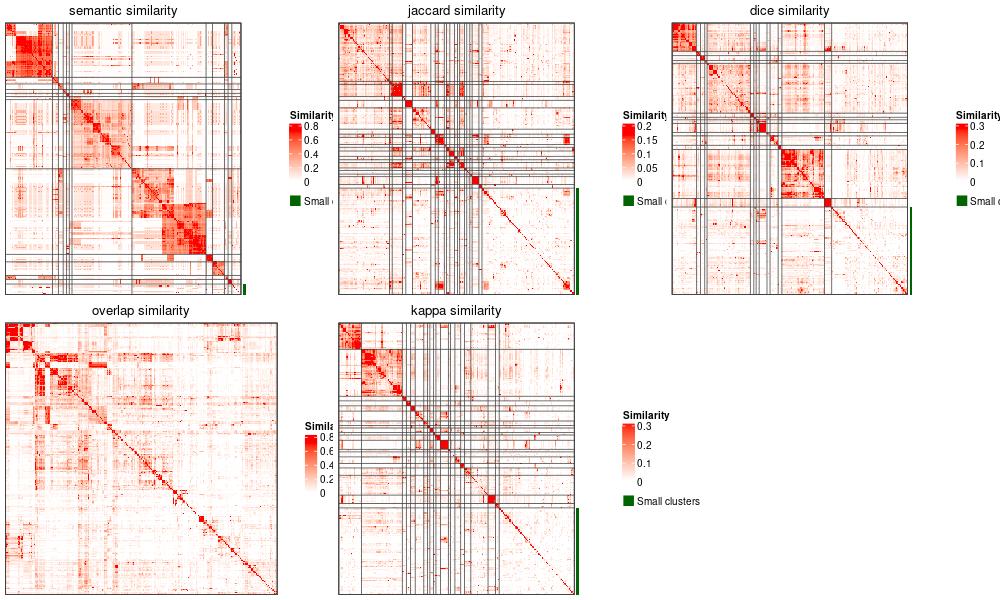 semantic similarity
Similarity
0.8
0.6
0.4
0.2
0
Small
jaccard similarity
Similarity
0.2
0.15
0.1
0.05
0
Small
dice similarity
Similarity
0.3
0.2
0.1
0
Small c
overlap similarity
Similarity
0.8
0.6
0.4
0.2
0
kappa similarity
Similarity
0.3
0.2
0.1
0
Small clusters